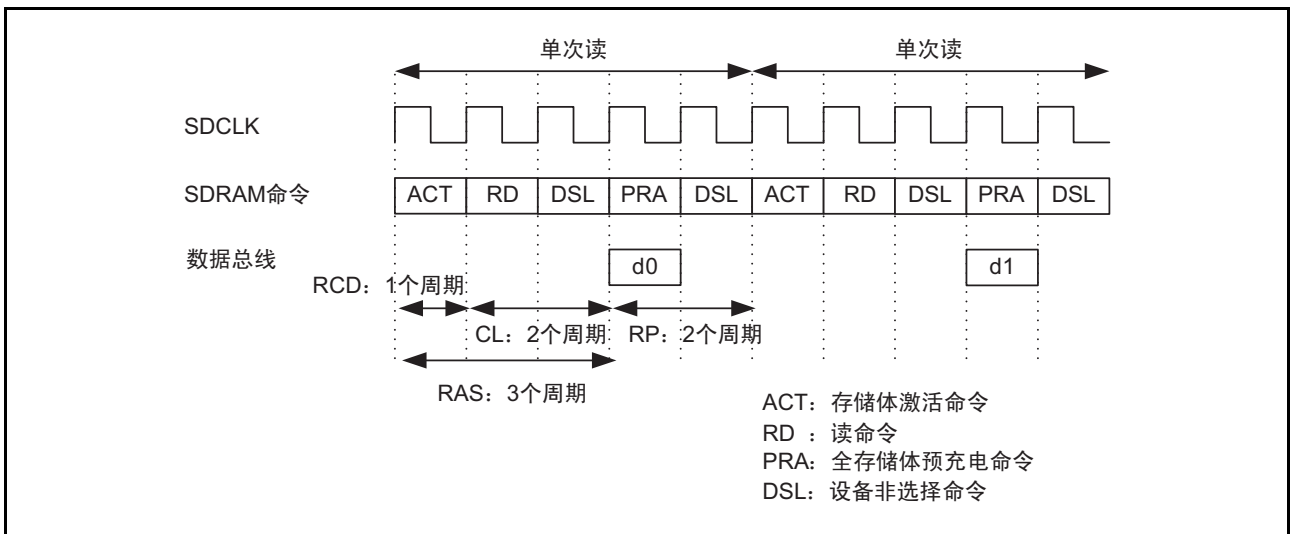 单次读 单次读
SDCLK
SDRAM命令 ACT RD DSL PRA DSL ACT RD DSL PRA DSL
数据总线 d0 d1
RCD：1个周期
CL：2个周期 RP：2个周期
RAS：3个周期
ACT：存储体激活命令
RD ：读命令
PRA：全存储体预充电命令
DSL：设备非选择命令